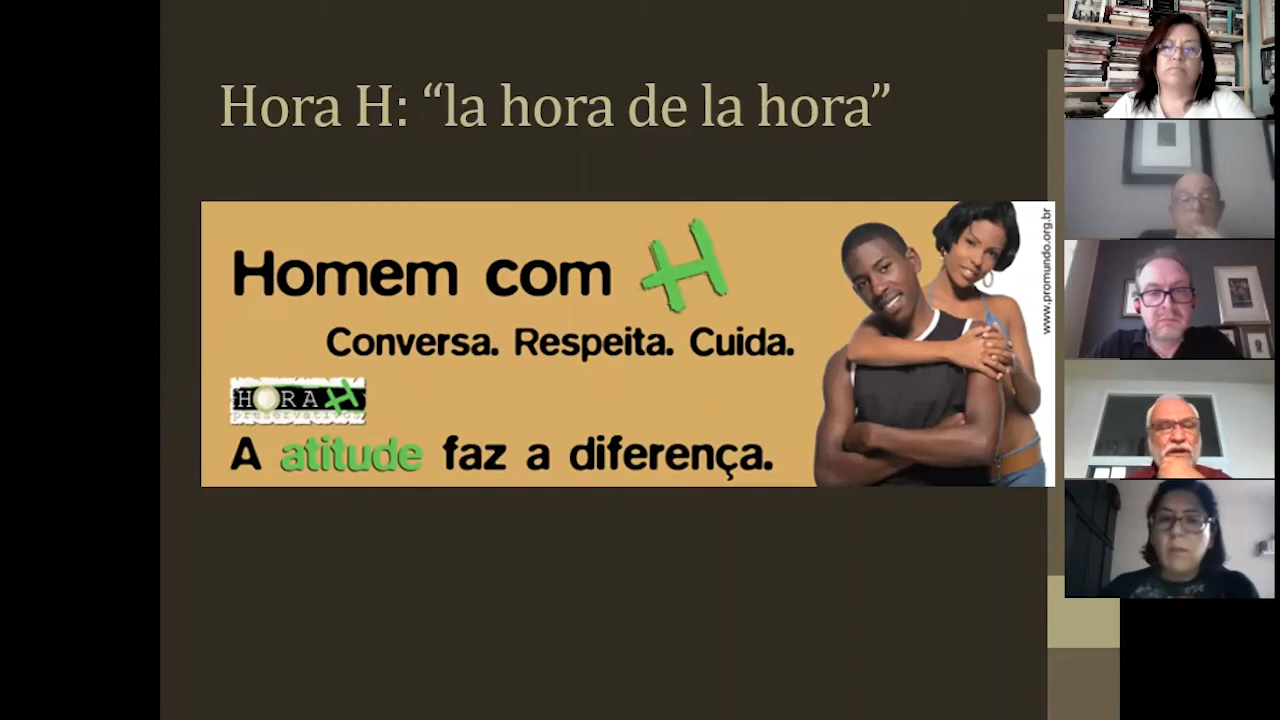 Hora H: “la hora de la hora”
Homem com H
Conversa. Respeita. Cuida.
HORA H
preservativos
A atitude faz a diferença.
www.promundo.org.br